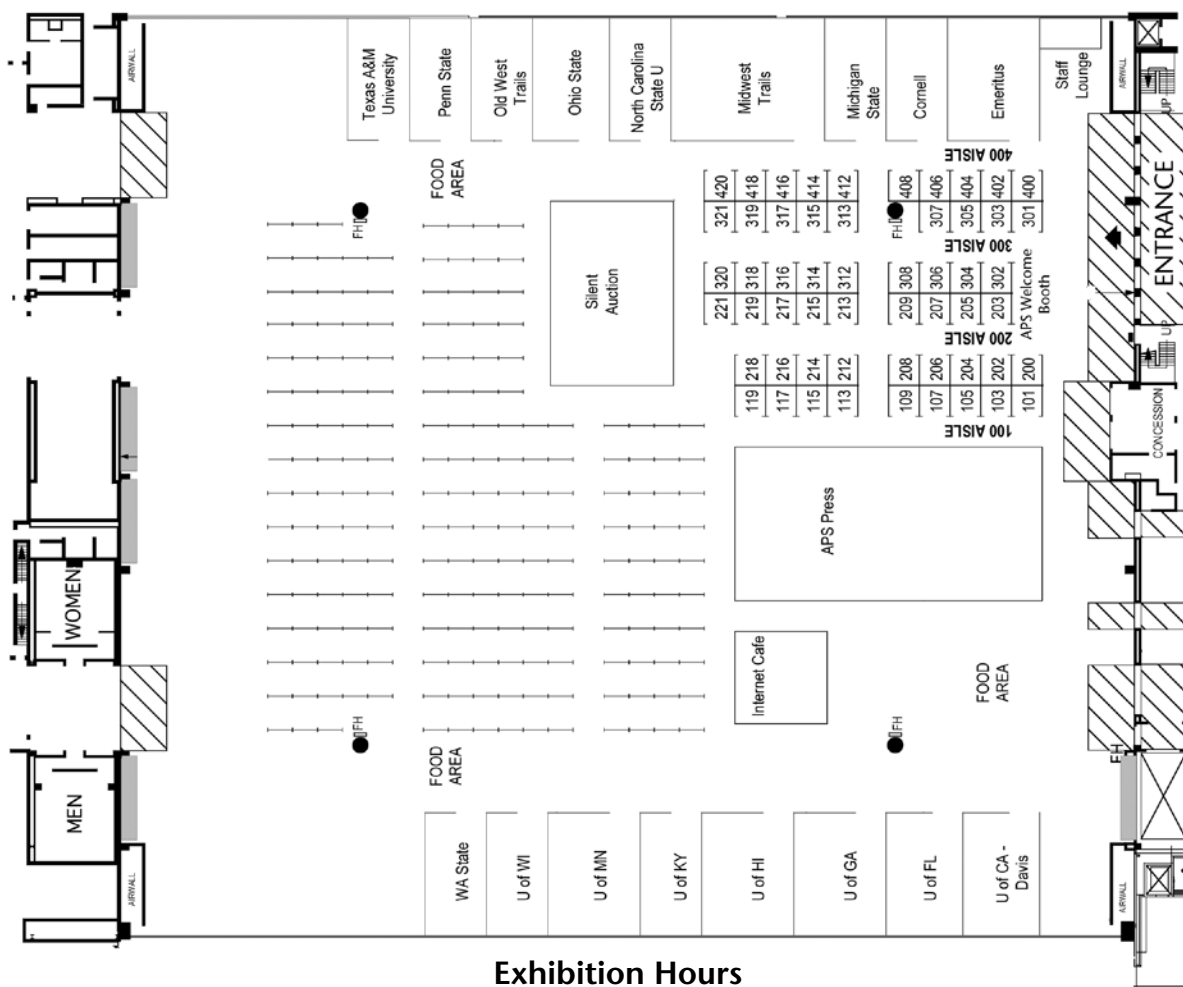 AIRWALL
Texas A&M
University
Penn State
Old West
Trails
Ohio State
North Carolina
State U
Midwest
Trails
Michigan
State
Cornell
Emeritus
Staff
Lounge
AIRWALL
UP
FOOD
AREA
400 AISLE
420
418
416
414
412
408
406
404
402
400
321
319
317
315
313
307
305
303
301
FH
FH
300 AISLE
ENTRANCE
Silent
Auction
320
318
316
314
312
308
306
304
302
221
219
217
215
213
209
207
205
203
APS Welcome
Booth
200 AISLE
UP
218
216
214
212
208
206
204
202
200
119
117
115
113
109
107
105
103
101
100 AISLE
CONCESSION
APS Press
WOMEN
Internet Cafe
FOOD
AREA
FH
FH
FOOD
AREA
FH
MEN
AIRWALL
WA State
U of WI
U of MN
U of KY
U of HI
U of GA
U of FL
U of CA -
Davis
AIRWALL
Exhibition Hours